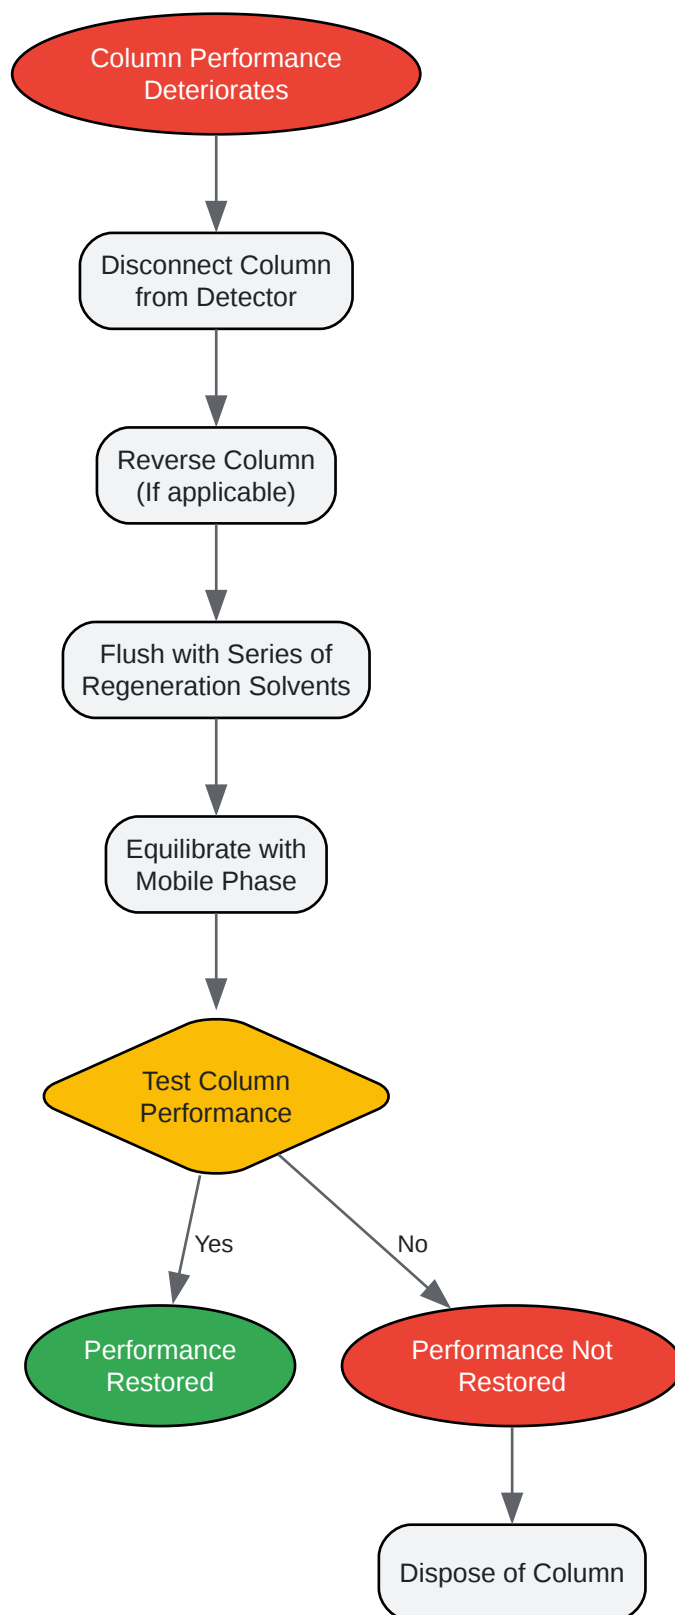 Column Performance
Deteriorates
Disconnect Column
from Detector
Reverse Column
(If applicable)
Flush with Series of
Regeneration Solvents
Equilibrate with
Mobile Phase
Test Column
Performance
Yes
No
Performance
Restored
Performance Not
Restored
Dispose of Column